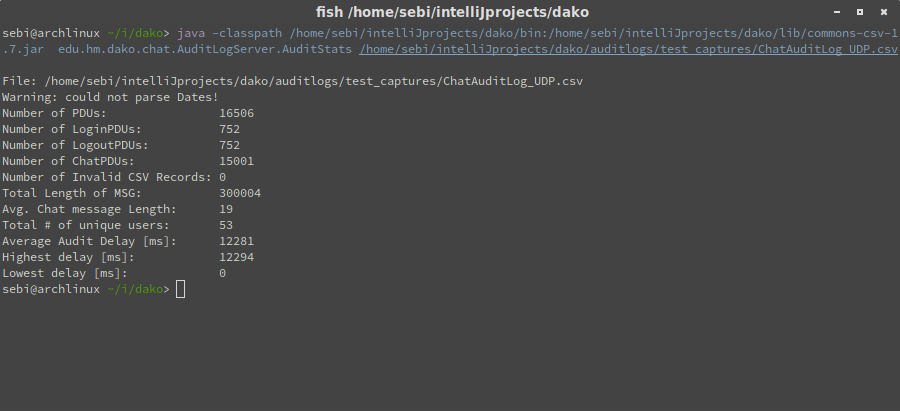 fish /home/sebi/intelliJprojects/dako
sebi@archlinux ~/i/dako> java -classpath /home/sebi/intelliJprojects/dako/bin:/home/sebi/intelliJprojects/dako/lib/commons-csv-1
.7.jar  edu.hm.dako.chat.AuditLogServer.AuditStats /home/sebi/intelliJprojects/dako/auditlogs/test_captures/ChatAuditLog_UDP.csv
File: /home/sebi/intelliJprojects/dako/auditlogs/test_captures/ChatAuditLog_UDP.csv
Warning: could not parse Dates!
Number of PDUs:                16506
Number of LoginPDUs:           752
Number of LogoutPDUs:          752
Number of ChatPDUs:            15001
Number of Invalid CSV Records: 0
Total Length of MSG:           300004
Avg. Chat message Length:      19
Total # of unique users:       53
Average Audit Delay [ms]:      12281
Highest delay [ms]:            12294
Lowest delay [ms]:             0
sebi@archlinux ~/i/dako>